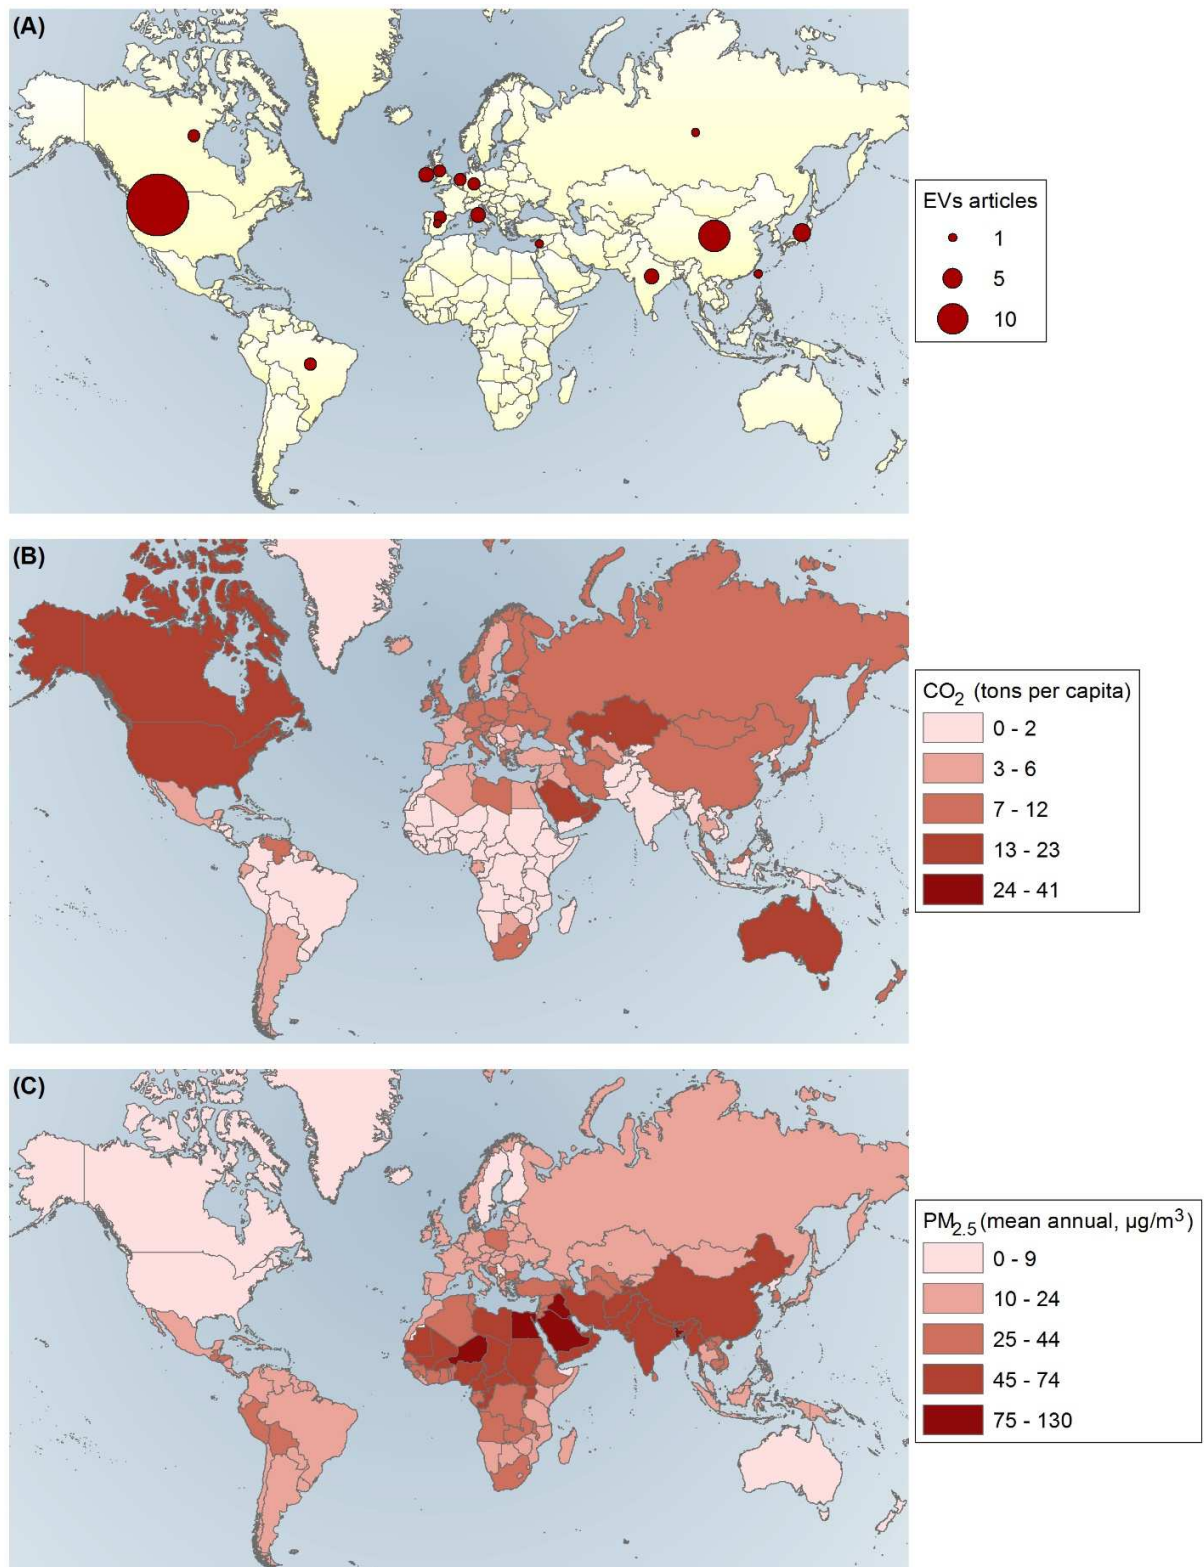 (A)
EVs articles
1
5
10
(B)
CO2 (tons per capita)
0 - 2
3 - 6
7 - 12
13 - 23
24 - 41
(C)
PM2.5 (mean annual, µg/m3)
0 - 9
10 - 24
25 - 44
45 - 74
75 - 130